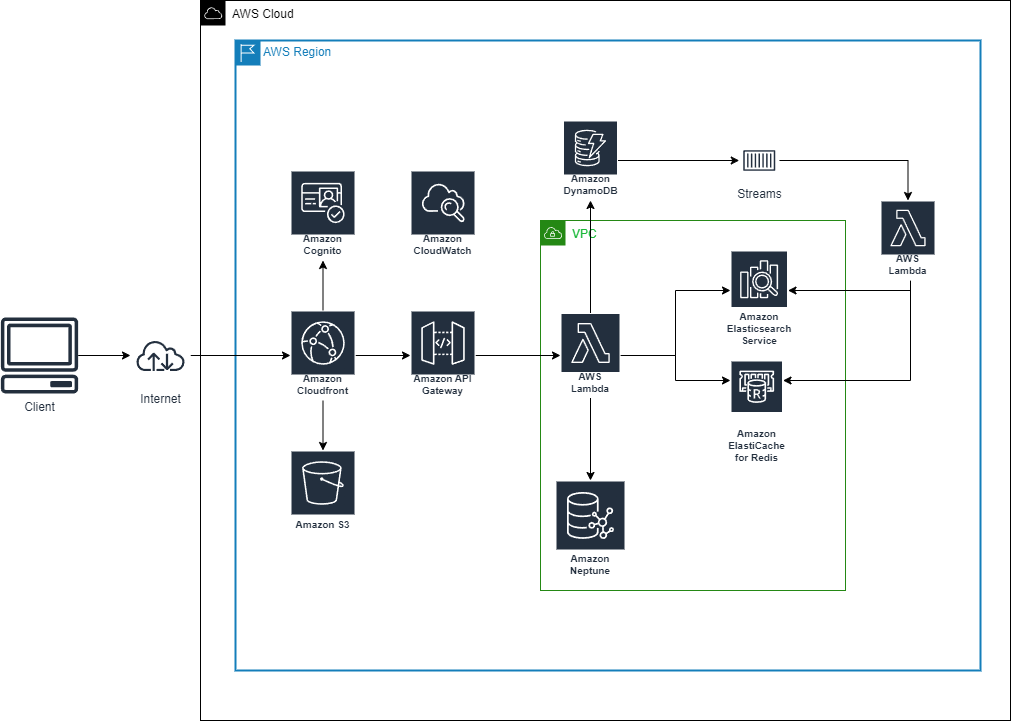 AWS Cloud
AWS Region
Amazon
DynamoDB
Streams
Amazon
Cognito
Amazon
CloudWatch
VPC
AWS
Lambda
Amazon
Elasticsearch
Service
Client
Internet
Amazon
Cloudfront
Amazon API
Gateway
AWS
Lambda
R
Amazon
ElastiCache
for Redis
Amazon S3
Amazon
Neptune